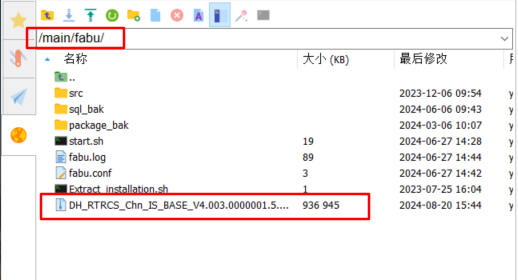 /main/fabu/
名称 大小 (KB) 最后修改
..
src 2023-12-06 09:54
sql_bak 2024-06-06 09:43
package_bak 2024-03-06 10:07
start.sh 19 2024-06-27 14:28
fabu.log 89 2024-06-27 14:44
fabu.conf 3 2024-06-27 14:42
Extract_installation.sh 1 2023-07-25 16:04
DH_RTRCS_Chn_IS_BASE_V4.003.0000001.5.... 936 945 2024-08-20 15:44